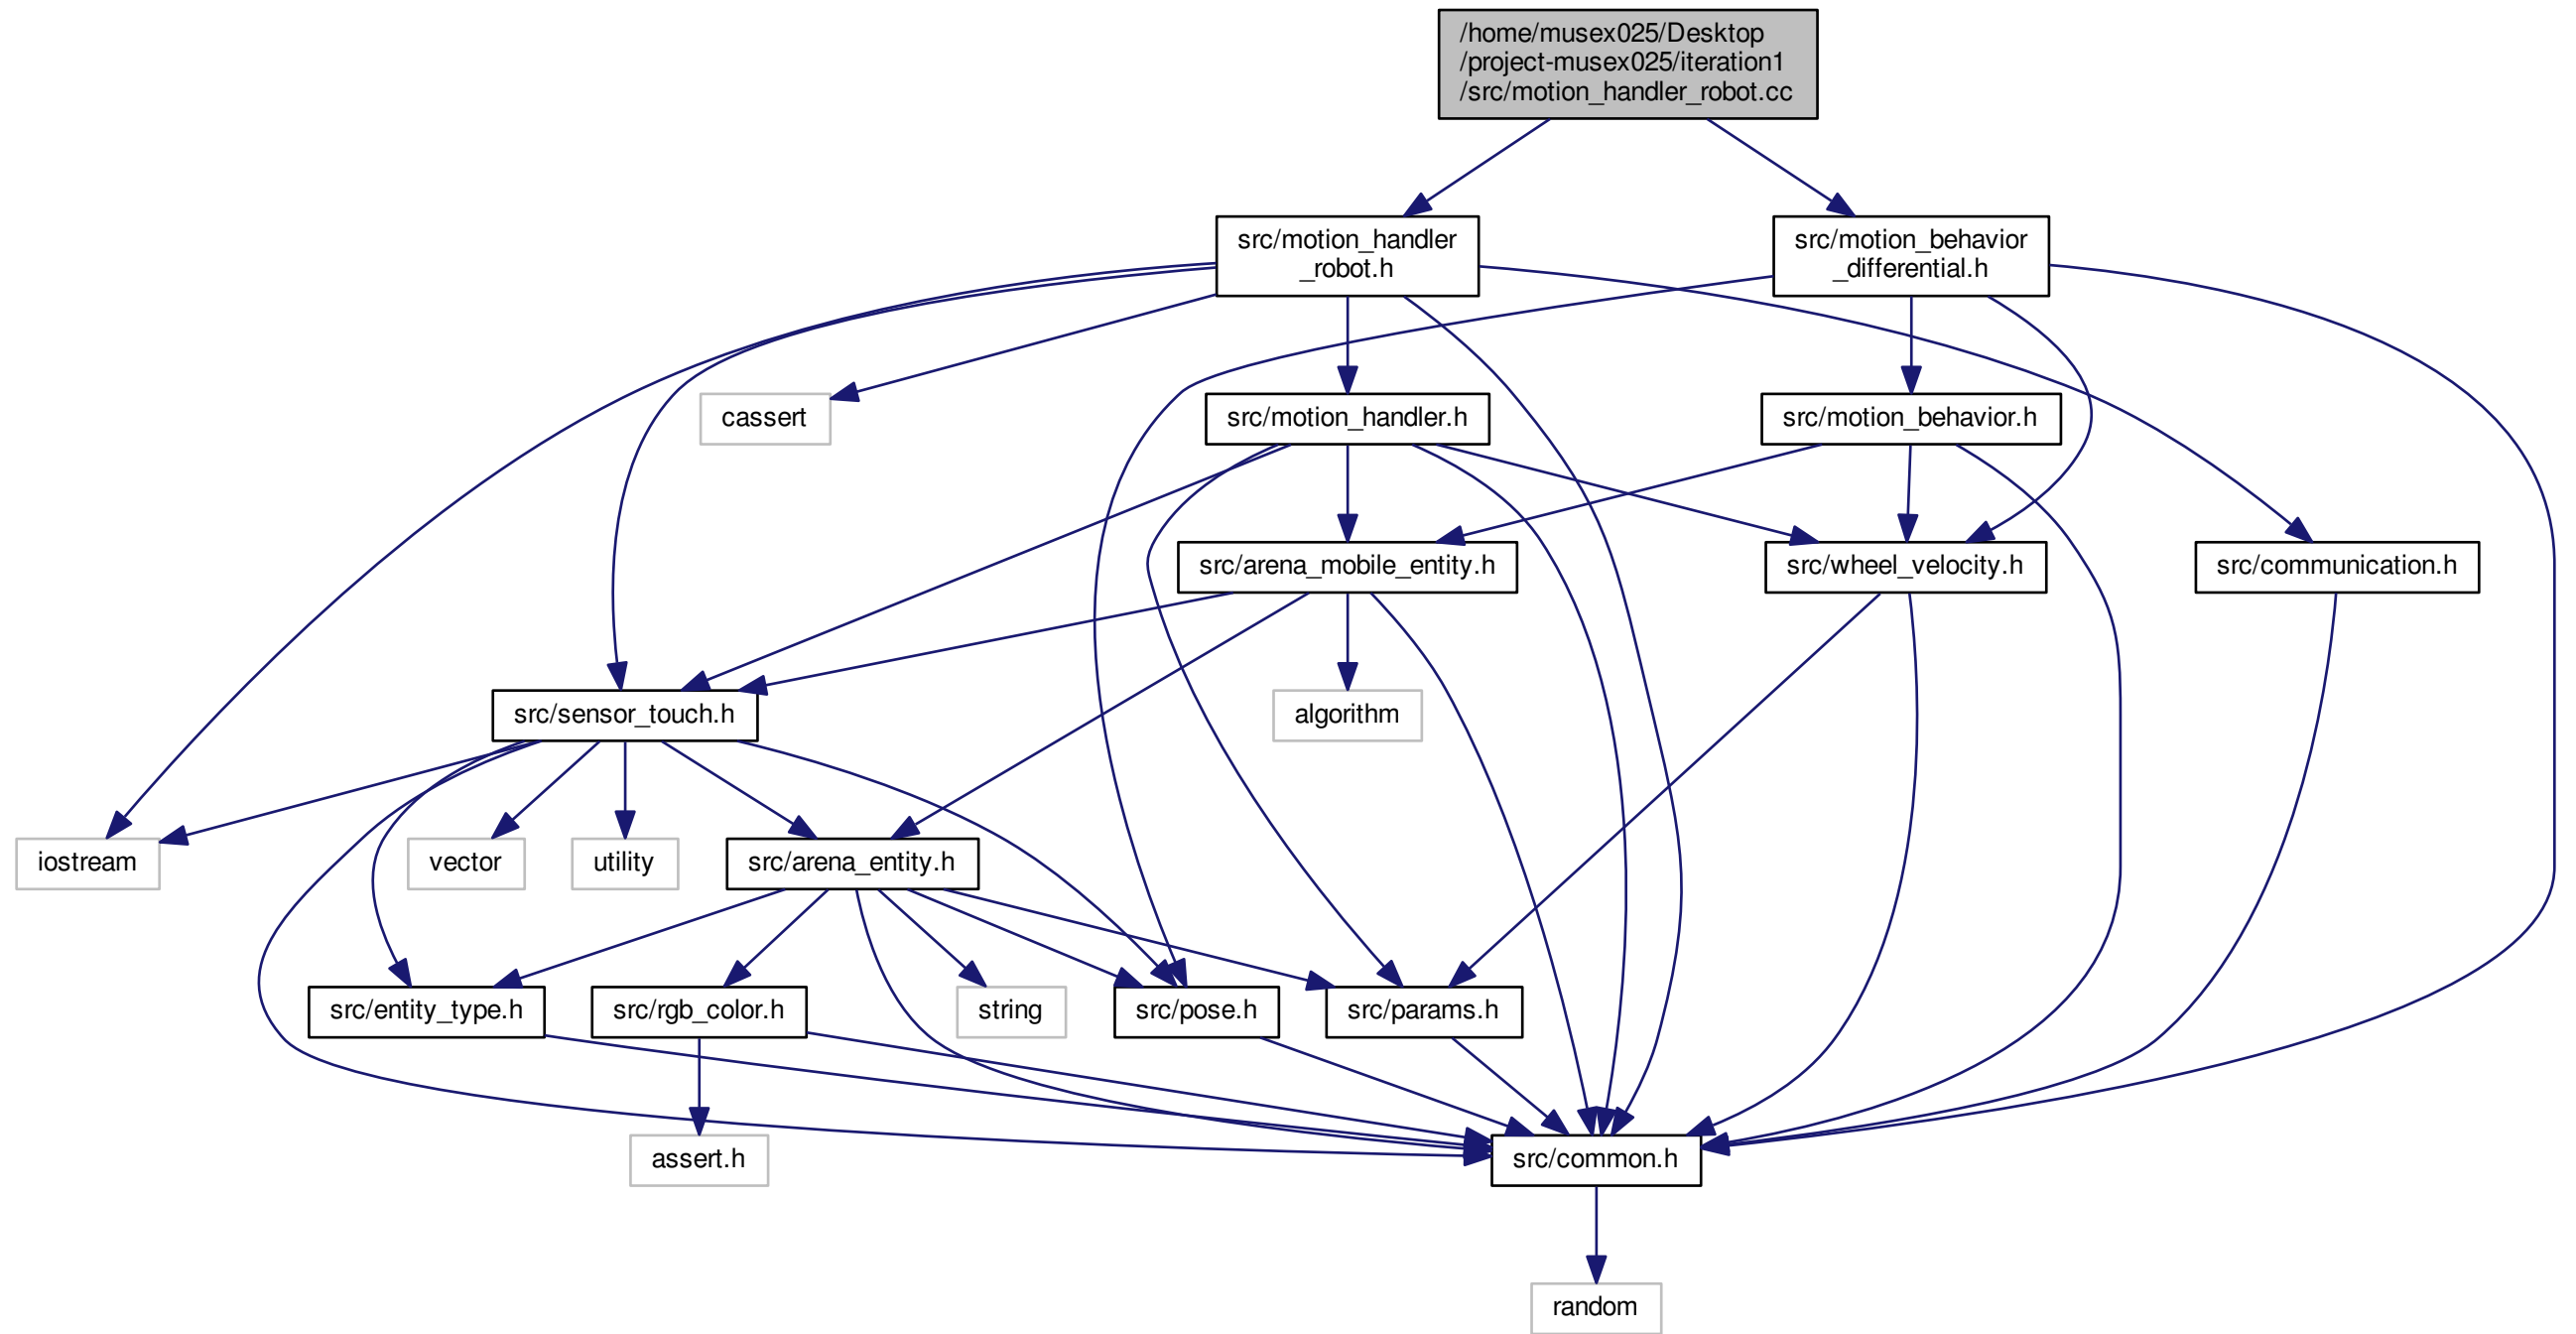 /home/musex025/Desktop
/project-musex025/iteration1
/src/motion_handler_robot.cc
src/motion_handler
_robot.h
src/motion_behavior
_differential.h
cassert
src/motion_handler.h
src/motion_behavior.h
src/arena_mobile_entity.h
src/wheel_velocity.h
src/communication.h
src/sensor_touch.h
algorithm
iostream
vector
utility
src/arena_entity.h
src/entity_type.h
src/rgb_color.h
string
src/pose.h
src/params.h
assert.h
src/common.h
random